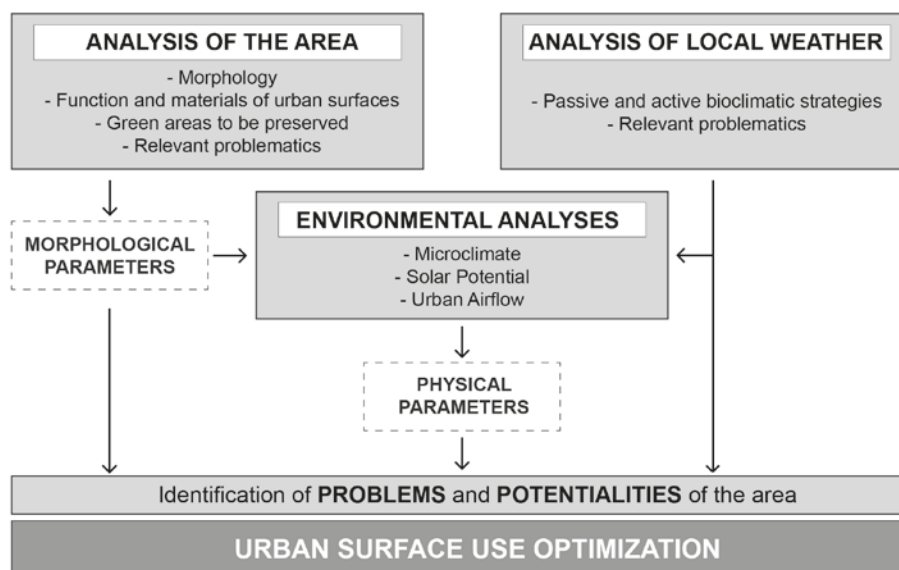 ANALYSIS OF THE AREA
- Morphology
- Function and materials of urban surfaces
- Green areas to be preserved
- Relevant problematics
ANALYSIS OF LOCAL WEATHER
- Passive and active bioclimatic strategies
- Relevant problematics
MORPHOLOGICAL
PARAMETERS
ENVIRONMENTAL ANALYSES
- Microclimate
- Solar Potential
- Urban Airflow
PHYSICAL
PARAMETERS
Identification of PROBLEMS and POTENTIALITIES of the area
URBAN SURFACE USE OPTIMIZATION